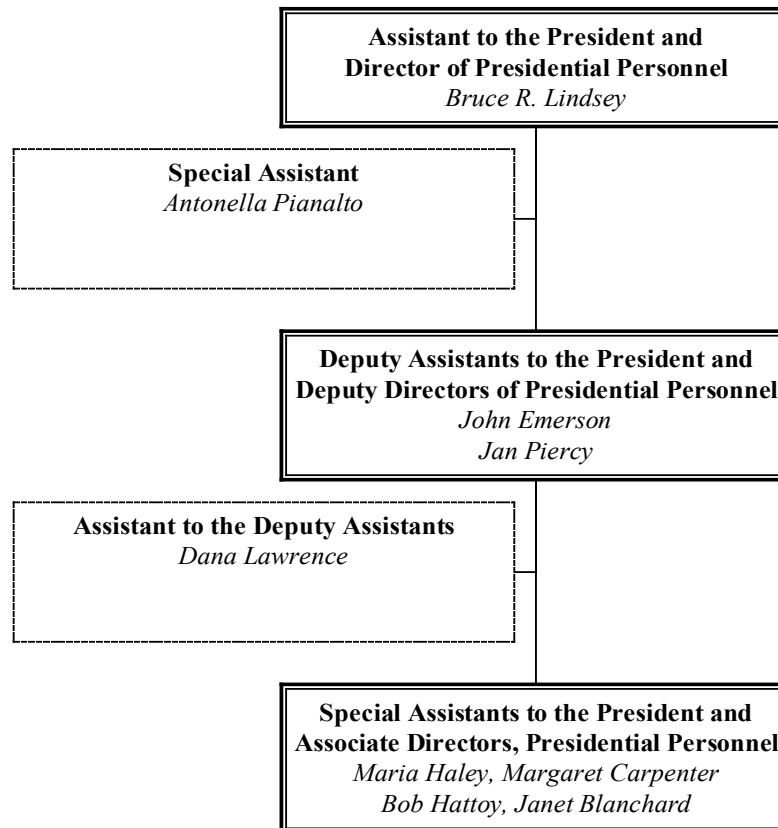 Assistant to the President and
Director of Presidential Personnel
Bruce R. Lindsey
Special Assistant
Antonella Pianalto
Deputy Assistants to the President and
Deputy Directors of Presidential Personnel
John Emerson
Jan Piercy
Assistant to the Deputy Assistants
Dana Lawrence
Special Assistants to the President and
Associate Directors, Presidential Personnel
Maria Haley, Margaret Carpenter
Bob Hattoy, Janet Blanchard